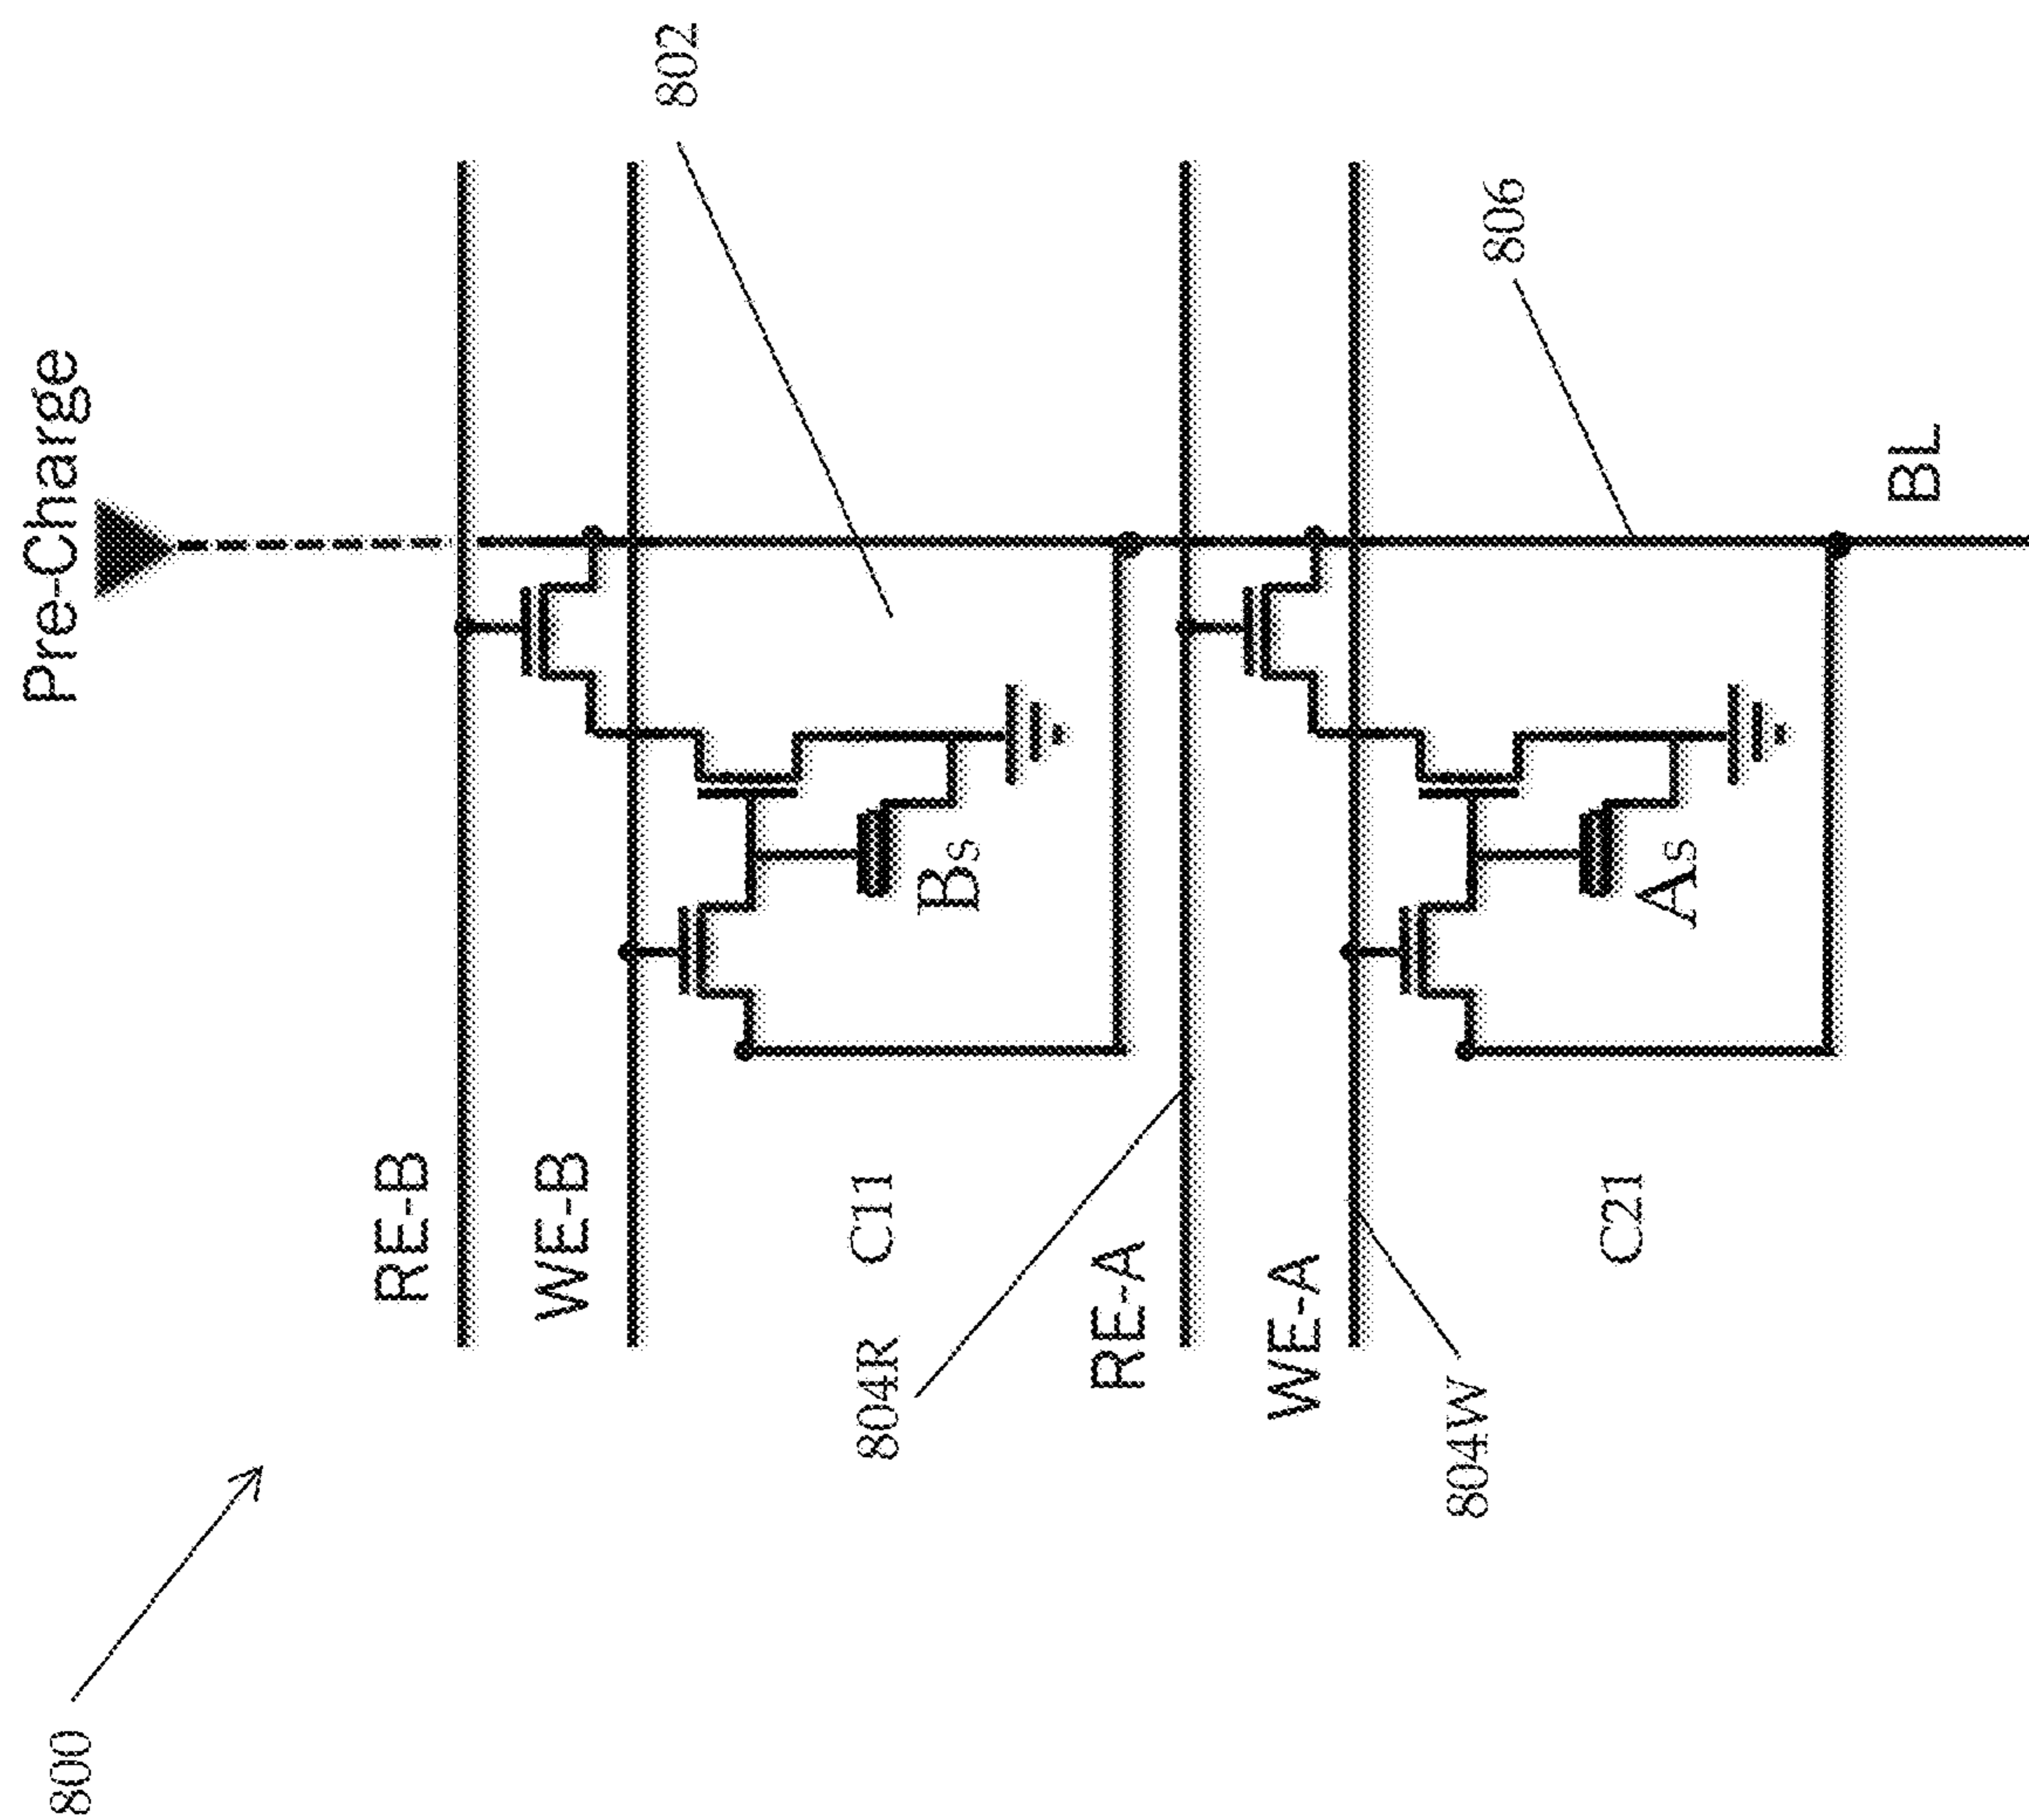 Pre-Charge
802
RE-B
WE-B
806
Bs
C11
804R
RE-A
WE-A
As
C21
804W
BL
800